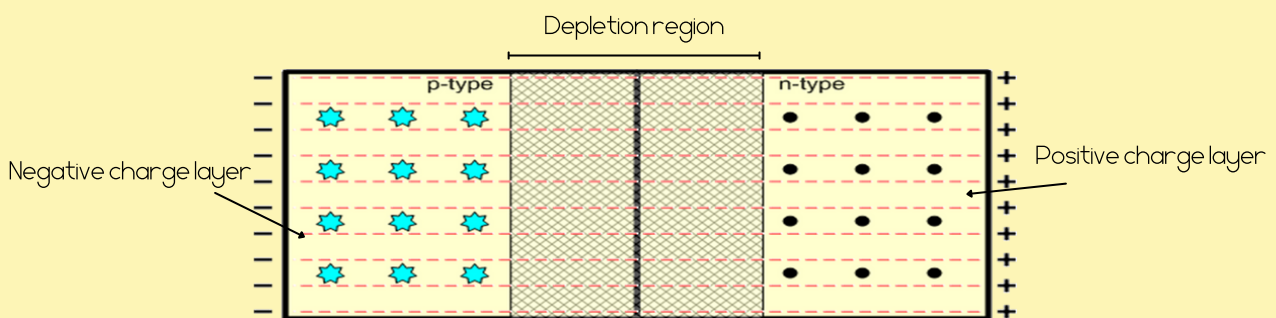 Depletion region
p-type
n-type
Negative charge layer
Positive charge layer